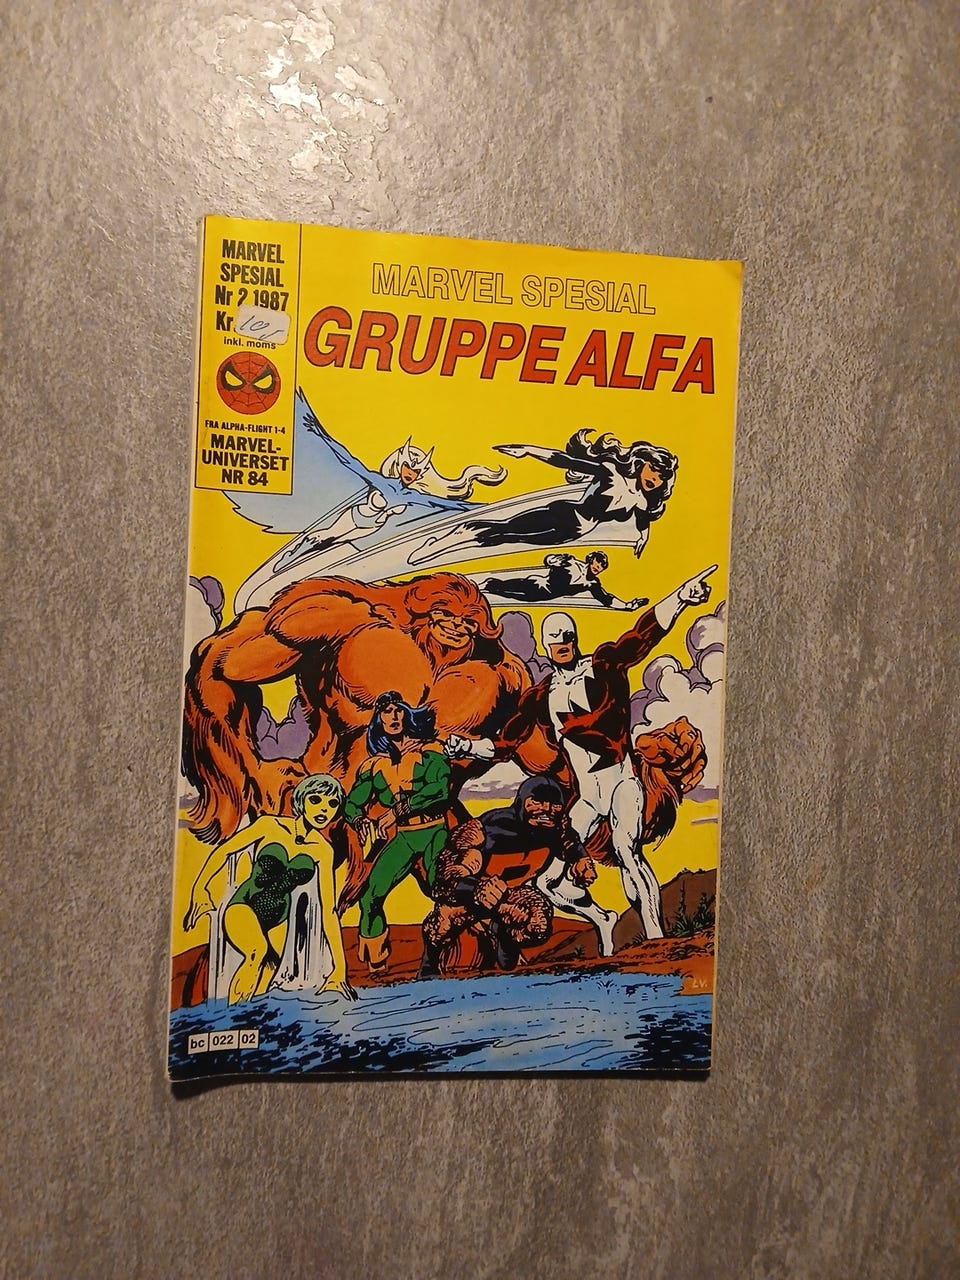 MARVEL
SPESIAL
Nr 2 1987
Kr.
inkl. moms
FRA ALPHA-FLIGHT 1-4
MARVEL-
UNIVERSET
NR 84
MARVEL SPESIAL
GRUPPE ALFA
LV.
bc 022 02